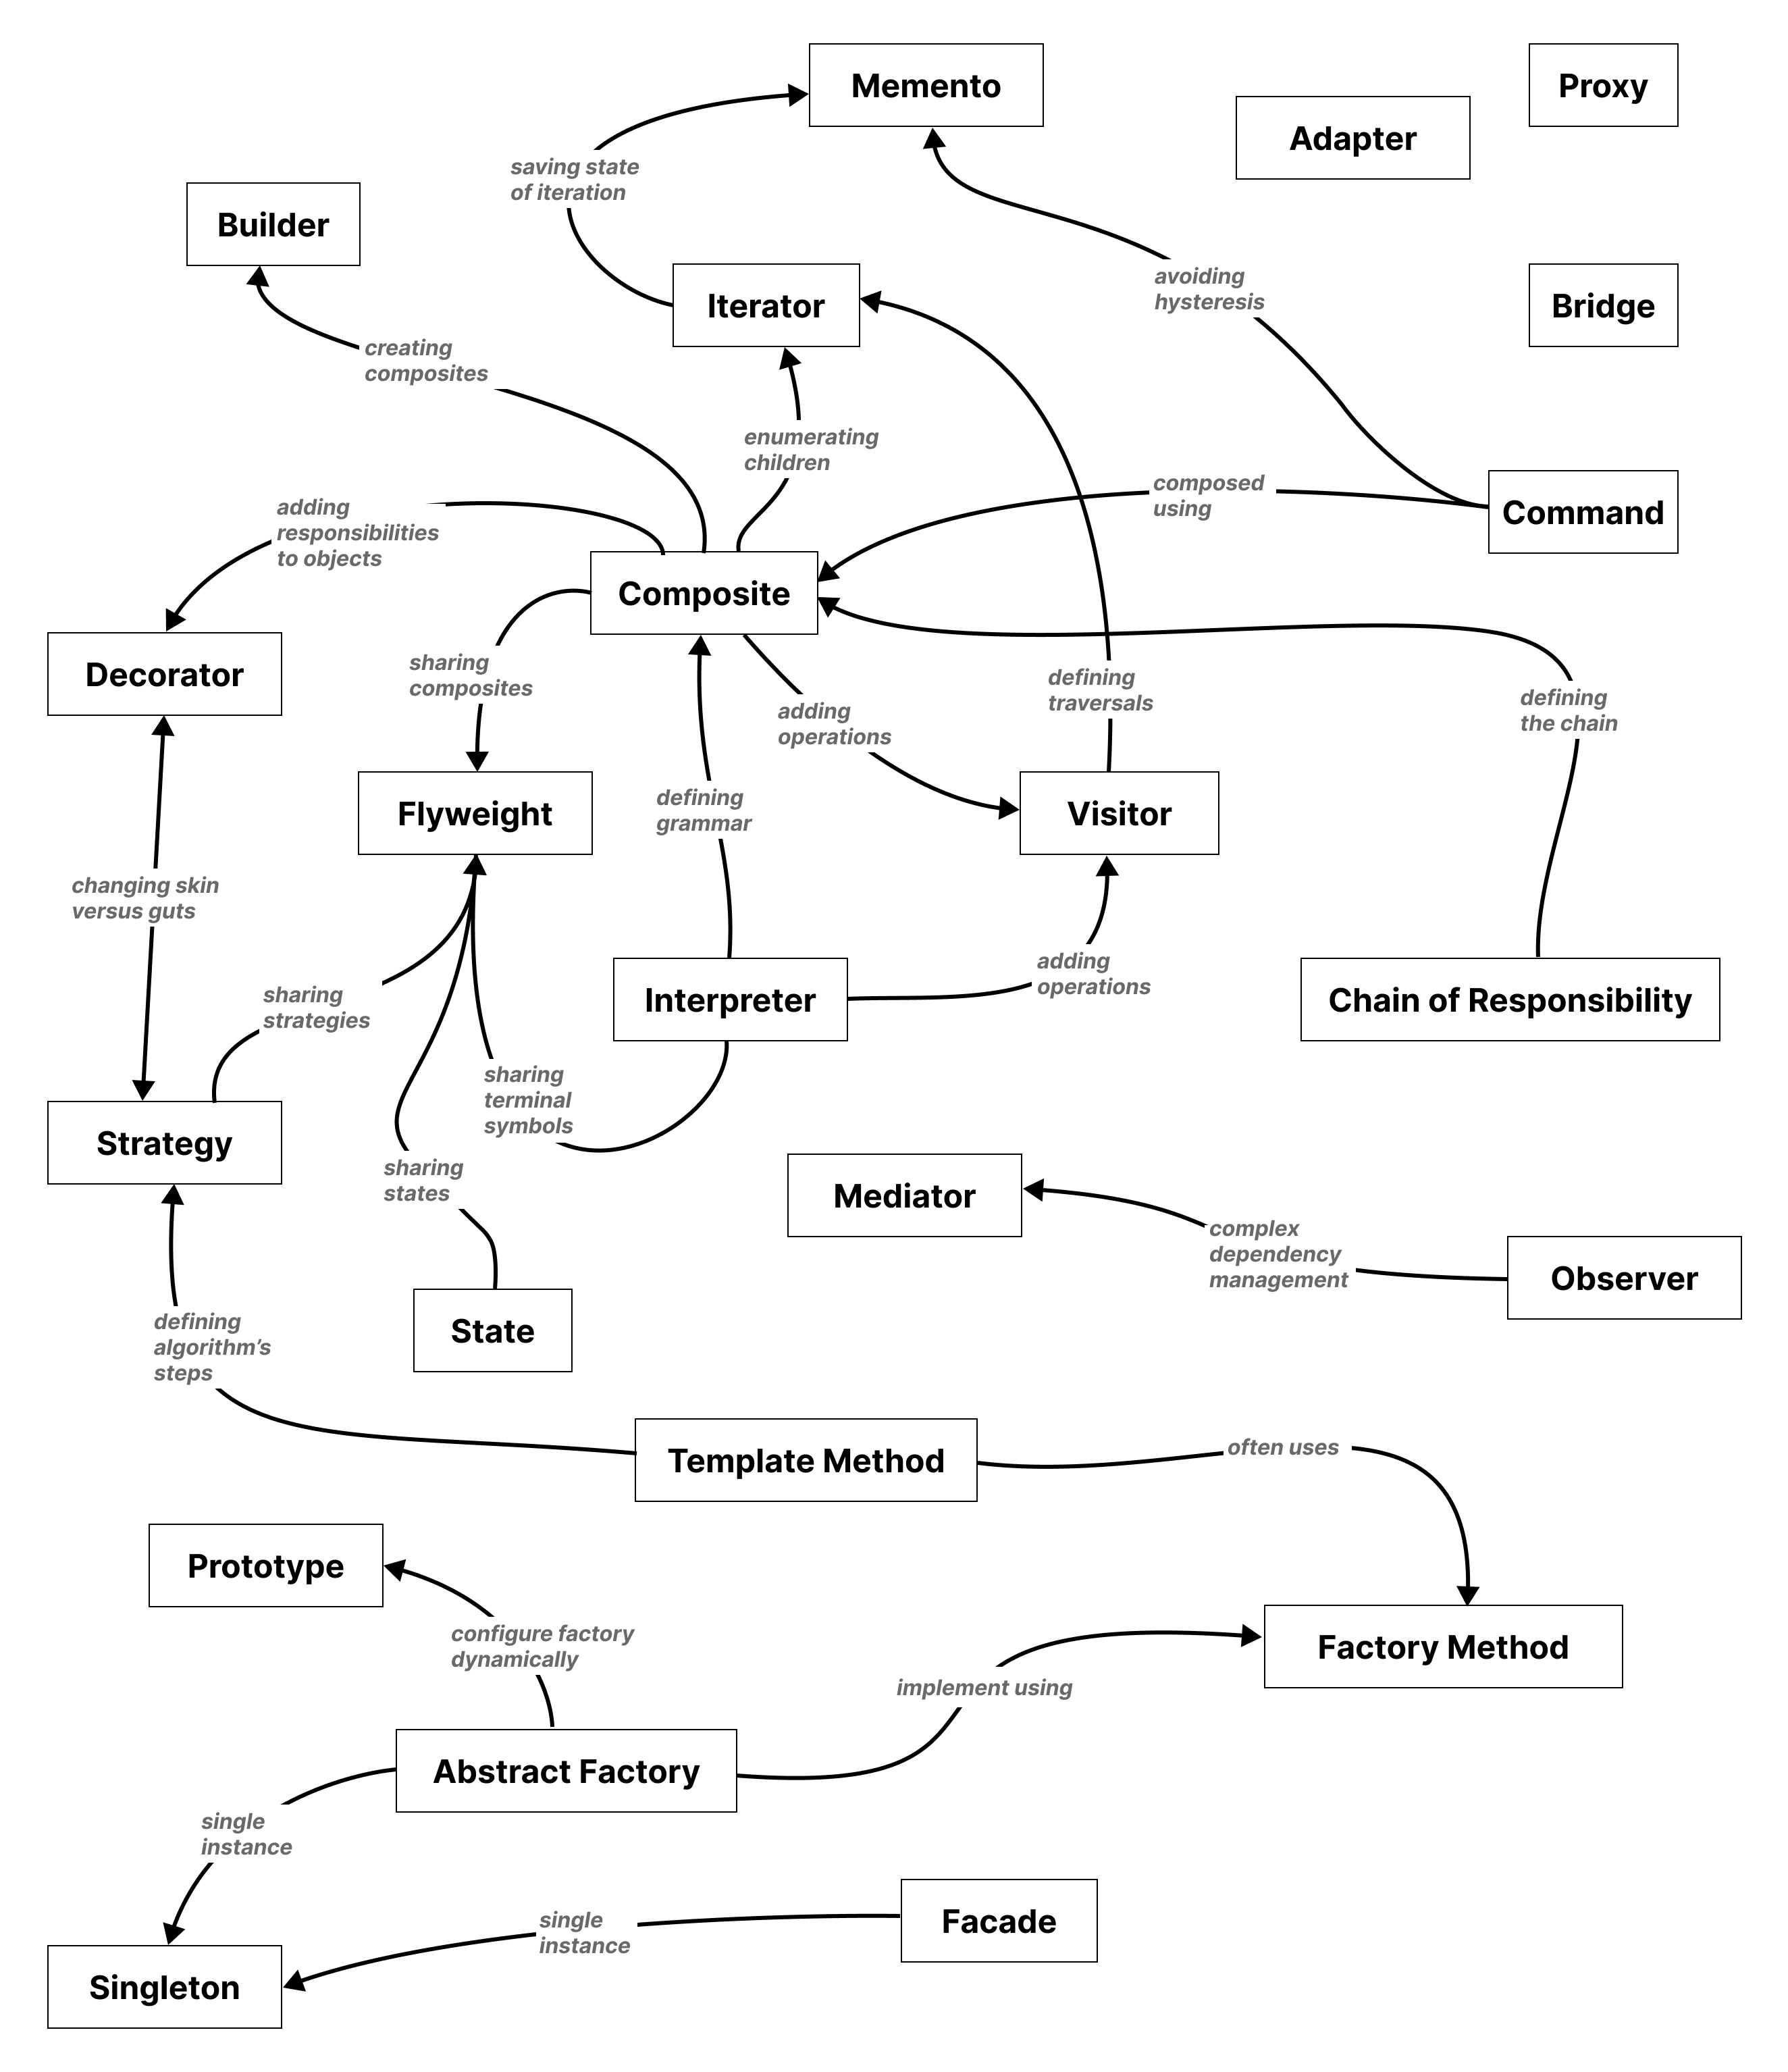 Memento
Proxy
Adapter
saving state
of iteration
Builder
avoiding
hysteresis
Iterator
Bridge
creating
composites
enumerating
children
composed
using
Command
adding
responsibilities
to objects
Composite
sharing
composites
Decorator
adding
operations
defining
traversals
defining
the chain
Flyweight
defining
grammar
Visitor
changing skin
versus guts
sharing
strategies
Interpreter
adding
operations
Chain of Responsibility
sharing
terminal
symbols
Strategy
sharing
states
Mediator
complex
dependency
management
Observer
defining
algorithm’s
steps
State
Template Method
often uses
Prototype
configure factory
dynamically
implement using
Factory Method
Abstract Factory
single
instance
single
instance
Facade
Singleton